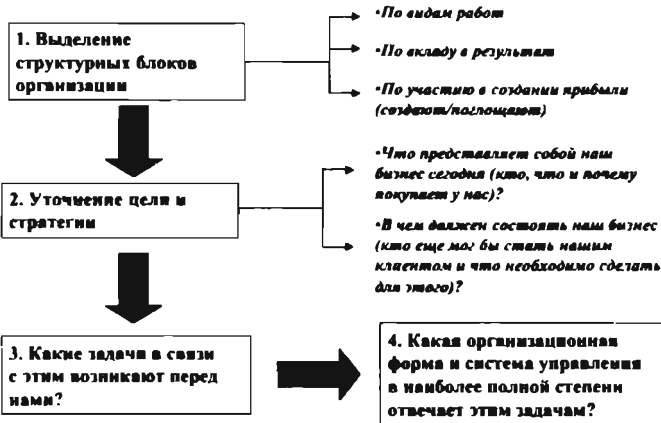 1. Выделение
структурных блоков
организации
•По видам работ
•По вкладу в результат
•По участию в создании прибыли
(создают/поглощают)
2. Уточнение цели и
стратегии
•Что представляет собой наш
бизнес сегодня (кто, что и почему
покупает у нас)?
•В чем должен состоять наш бизнес
(кто еще мог бы стать нашим
клиентом и что необходимо сделать
для этого)?
3. Какие задачи в связи
с этим возникают перед
нами?
4. Какая организационная
форма и система управления
в наиболее полной степени
отвечает этим задачам?